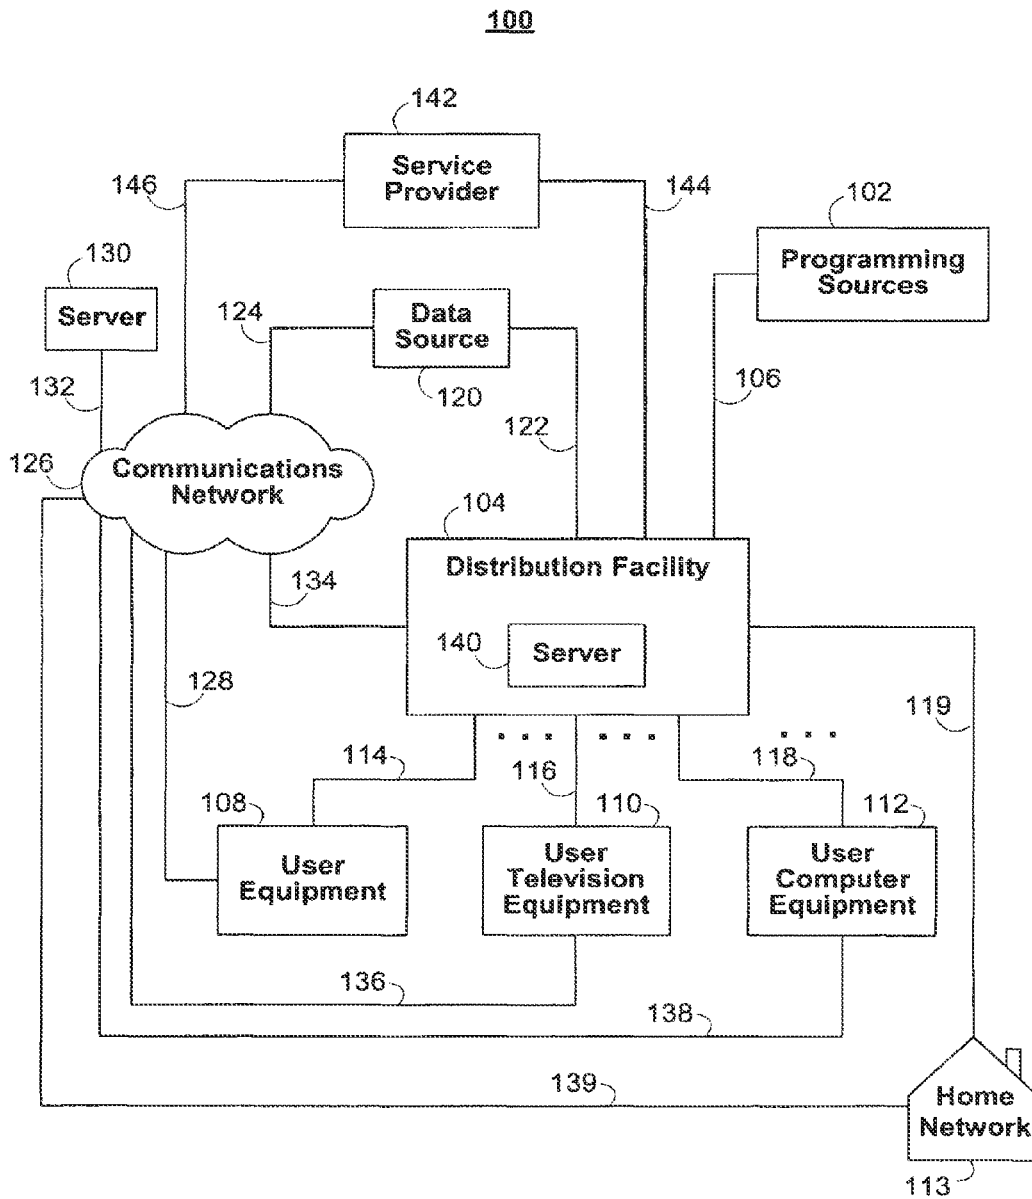 100
142
Service
Provider
146
144
102
Programming
Sources
130
Server
124
Data
Source
132
120
106
122
126
Communications
Network
104
Distribution Facility
134
140
Server
128
119
114
116
118
108
110
112
User
Equipment
User
Television
Equipment
User
Computer
Equipment
136
138
139
Home
Network
113